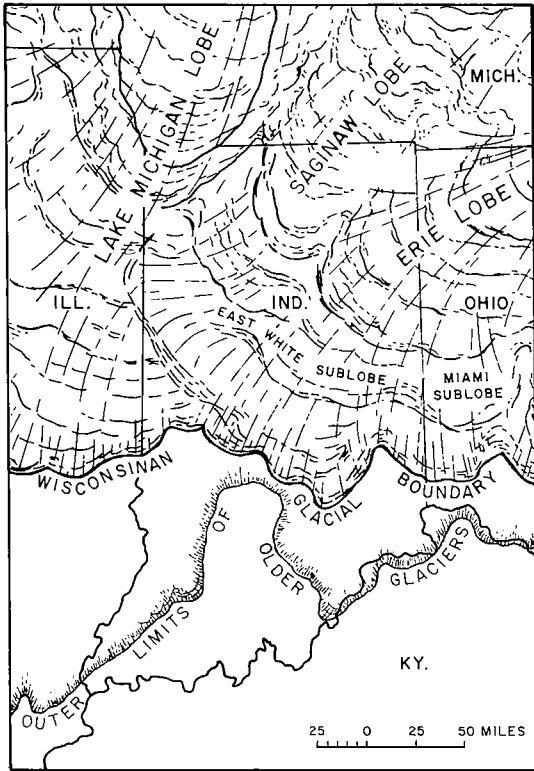 LAKE MICHIGAN LOBE
SAGINAW LOBE
MICH.
ERIE LOBE
ILL.
IND.
OHIO
EAST WHITE SUBLOBE
MIAMI
SUBLOBE
WISCONSINAN GLACIAL BOUNDARY
OUTER LIMITS OF OLDER GLACIERS
KY.
25 0 25 50 MILES